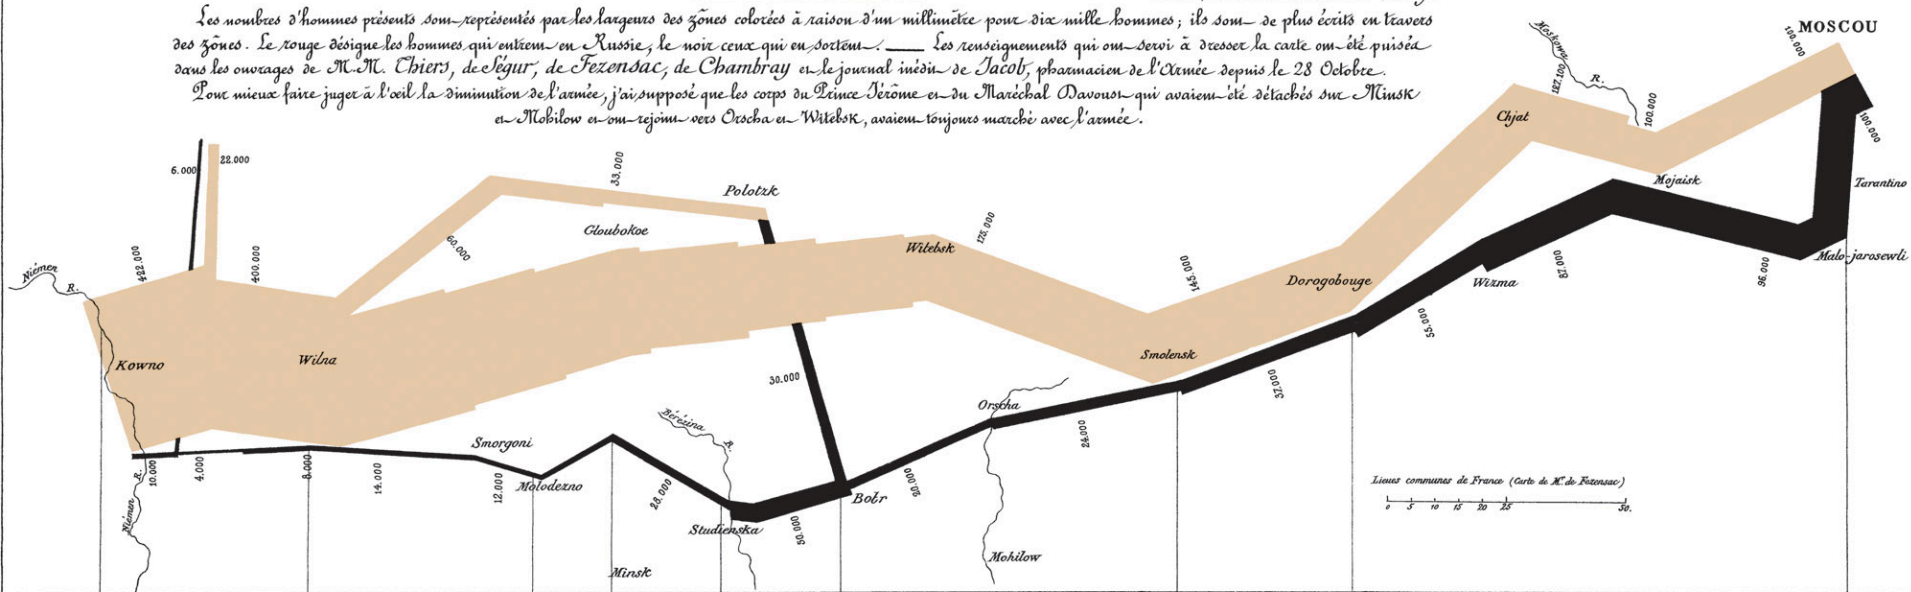 Les nombres d'hommes présents sont représentés par les largeurs des zônes colorées à raison d'un millimètre pour dix mille hommes; ils sont de plus écrits en travers
des zônes. Le rouge désigne les hommes qui entrent en Russie, le noir ceux qui en sortent. ___ Les renseignements qui ont servi à dresser la carte ont été puisés
dans les ouvrages de M.M. Thiers, de Ségur, de Fezensac, de Chambray et le journal inédit de Jacob, pharmacien de l'Armée depuis le 28 Octobre.
Pour mieux faire juger à l'œil la diminution de l'armée, j'ai supposé que les corps du Prince Jérôme et du Maréchal Davoust qui avaient été détachés sur Minsk
et Mohilow et ont rejoint vers Orscha et Witebsk, avaient toujours marché avec l'armée.
MOSCOU
100.000
Moskowa
R.
127.100
100.000
Chjat
100.000
Mojaisk
Tarantino
Malo-jarosewli
6.000
22.000
33.000
Polotzk
Gloubokoe
60.000
175.000
Witebsk
Niémen
R.
422.000
400.000
145.000
Dorogobouge
Wizma
87.000
96.000
55.000
Kowno
Wilna
Smolensk
30.000
37.000
Orscha
24.000
Bérézina
R.
Smorgoni
10.000
4.000
8.000
14.000
12.000
Molodezno
28.000
20.000
Bobr
Studienska
50.000
Niémen
R.
Minsk
Mohilow
Lieues communes de France (Carte de M. de Fezensac)
0 5 10 15 20 25 50.